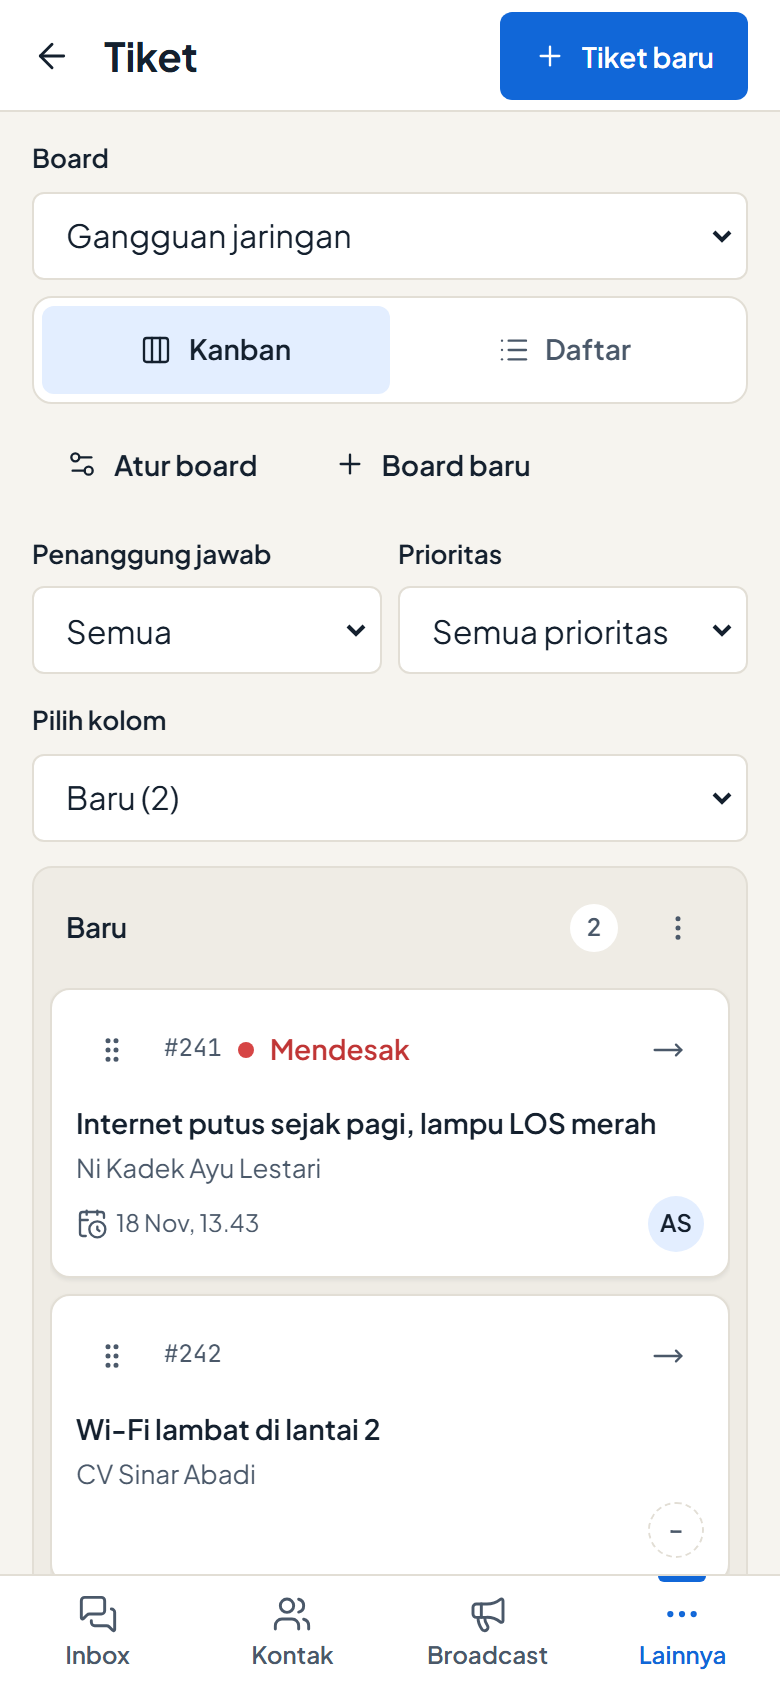 Tiket
Tiket baru
Board
Gangguan jaringan
Kanban
Daftar
Atur board
Board baru
Penanggung jawab
Prioritas
Semua
Semua prioritas
Pilih kolom
Baru (2)
Baru
2
#241
Mendesak
Internet putus sejak pagi, lampu LOS merah
Ni Kadek Ayu Lestari
18 Nov, 13.43
AS
#242
Wi-Fi lambat di lantai 2
CV Sinar Abadi
-
Inbox
Kontak
Broadcast
Lainnya